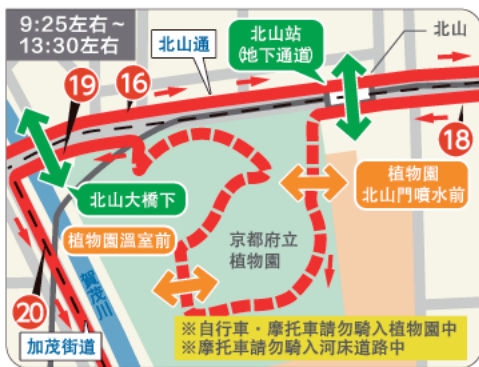 9:25左右～
13:30左右
北山通
北山站
(地下通道)
北山
19
16
18
北山大橋下
植物園
北山門噴水前
植物園溫室前
京都府立
植物園
賀茂川
20
加茂街道
※自行車・摩托車請勿騎入植物園中
※摩托車請勿騎入河床道路中